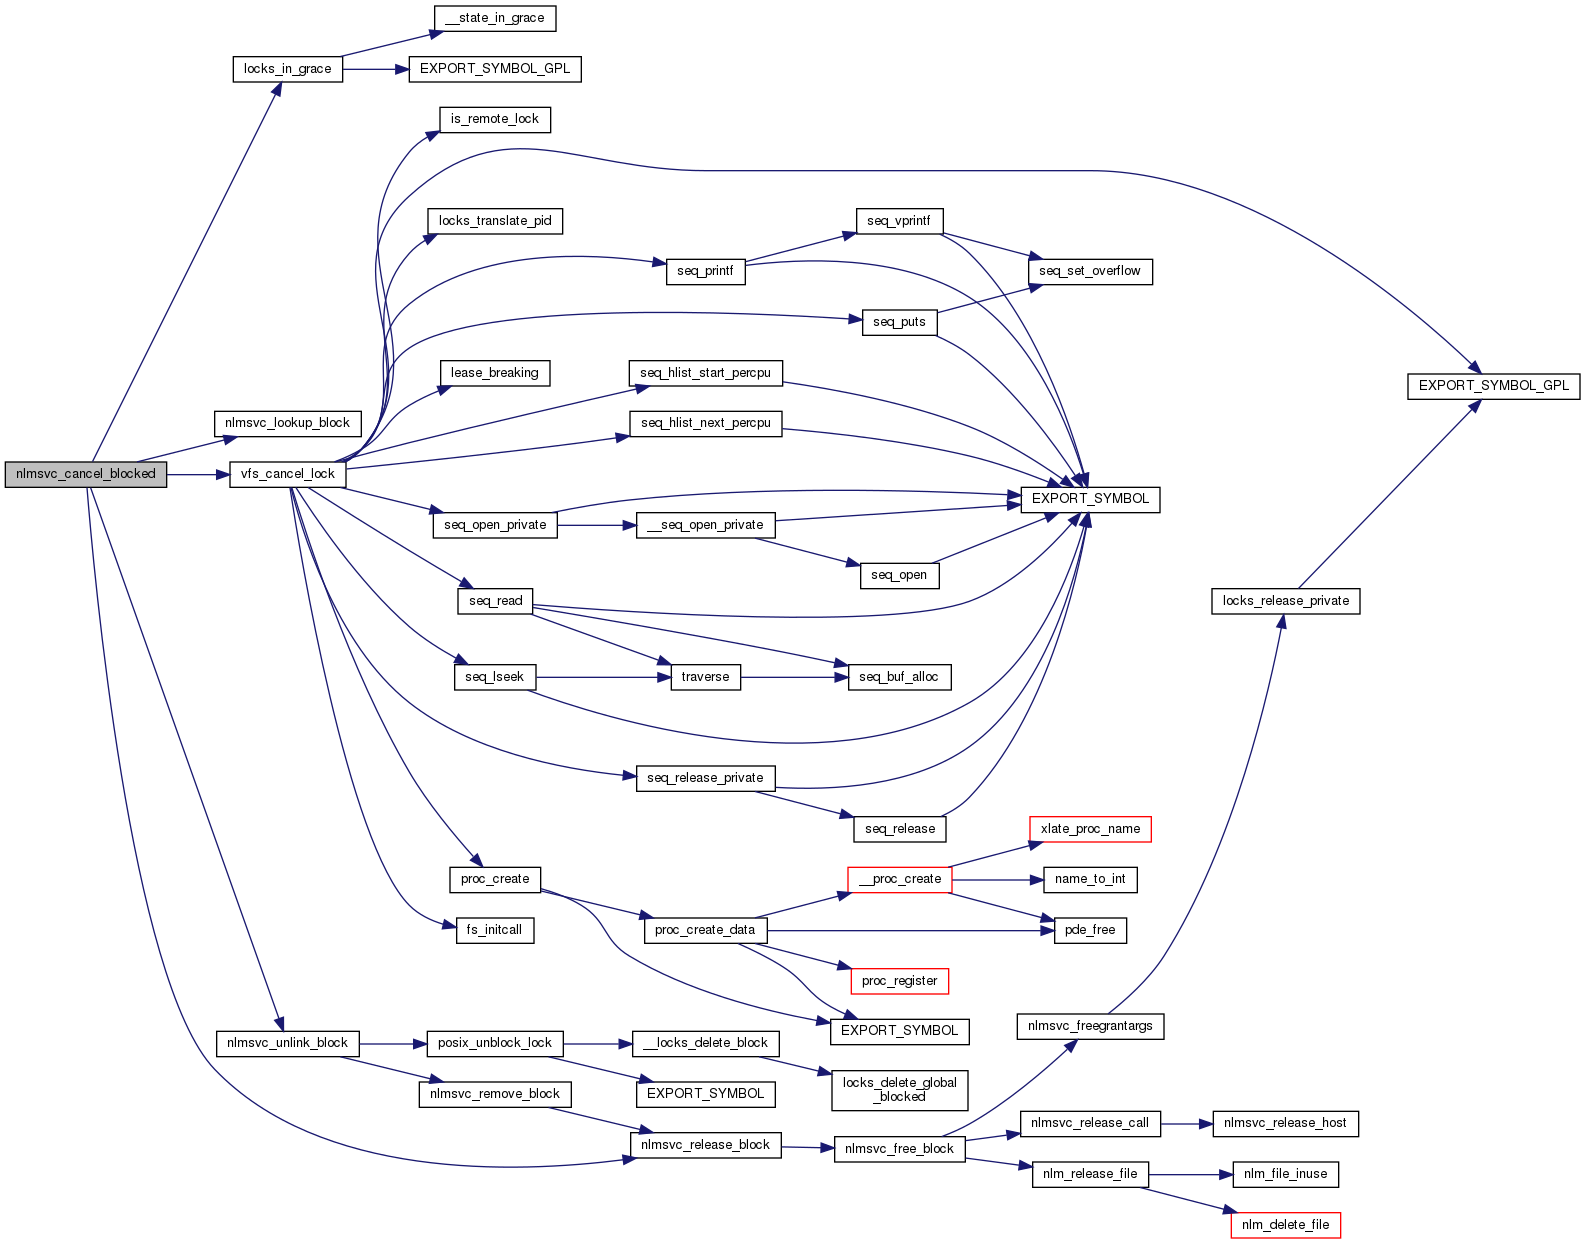 __state_in_grace
locks_in_grace
EXPORT_SYMBOL_GPL
is_remote_lock
locks_translate_pid
seq_vprintf
seq_printf
seq_set_overflow
seq_puts
lease_breaking
seq_hlist_start_percpu
EXPORT_SYMBOL_GPL
nlmsvc_lookup_block
seq_hlist_next_percpu
nlmsvc_cancel_blocked
vfs_cancel_lock
EXPORT_SYMBOL
seq_open_private
__seq_open_private
seq_open
seq_read
locks_release_private
seq_lseek
traverse
seq_buf_alloc
seq_release_private
seq_release
xlate_proc_name
proc_create
__proc_create
name_to_int
fs_initcall
proc_create_data
pde_free
proc_register
nlmsvc_freegrantargs
EXPORT_SYMBOL
nlmsvc_unlink_block
posix_unblock_lock
__locks_delete_block
locks_delete_global
_blocked
nlmsvc_remove_block
EXPORT_SYMBOL
nlmsvc_release_call
nlmsvc_release_host
nlmsvc_release_block
nlmsvc_free_block
nlm_release_file
nlm_file_inuse
nlm_delete_file